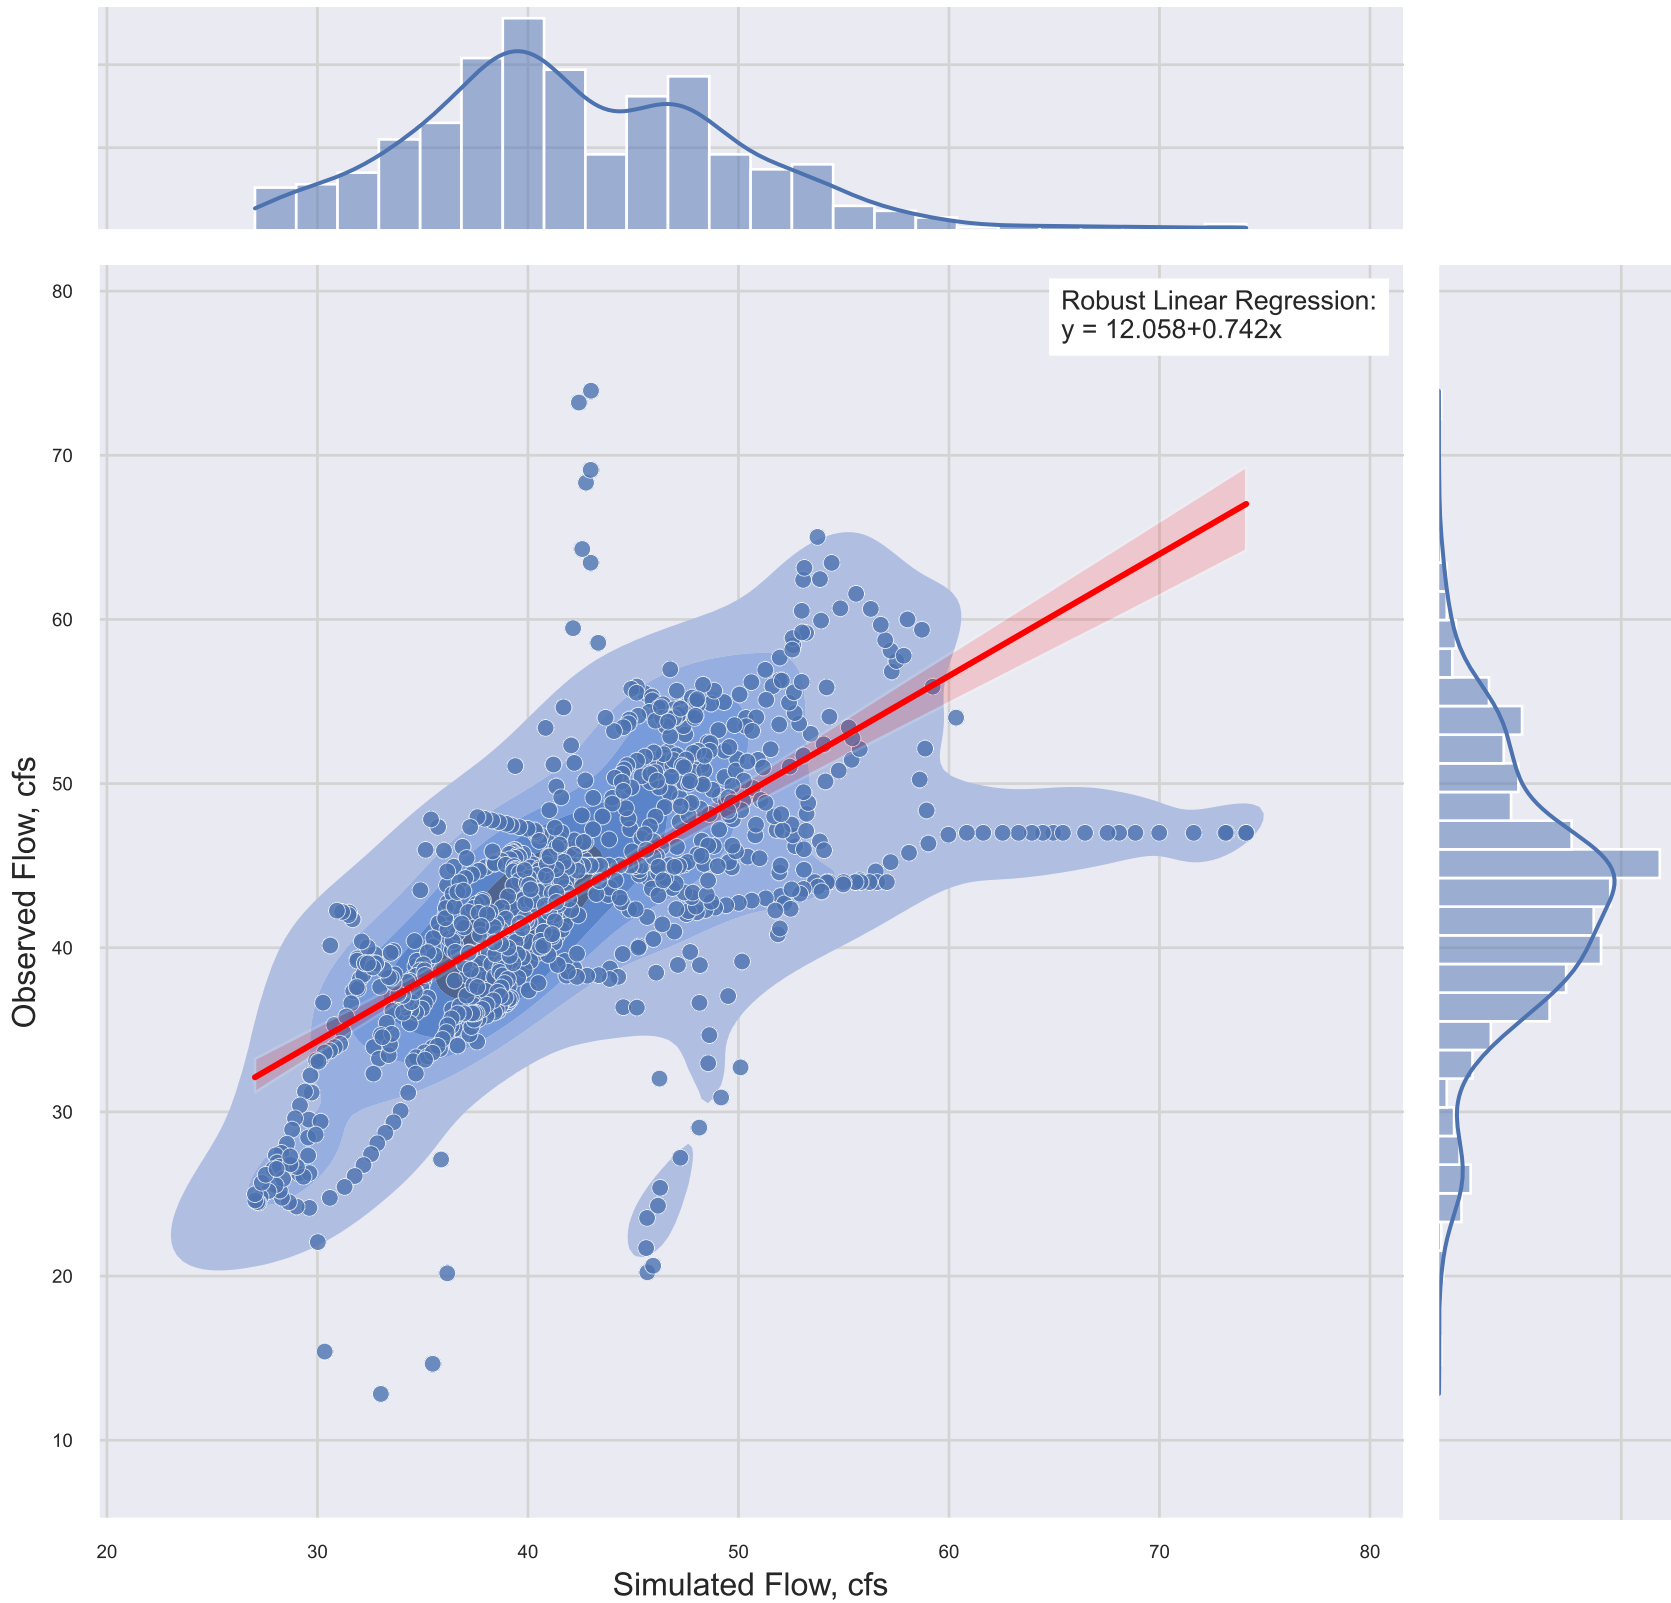 Robust Linear Regression:
y = 12.058+0.742x
80
70
60
50
40
30
20
10
Observed Flow, cfs
20 30 40 50 60 70 80
Simulated Flow, cfs